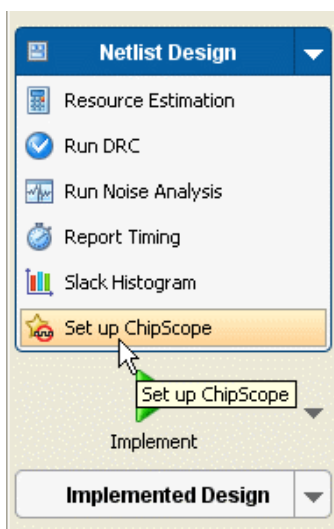 Netlist Design
Resource Estimation
Run DRC
Run Noise Analysis
Report Timing
Slack Histogram
Set up ChipScope
Set up ChipScope
Implement
Implemented Design